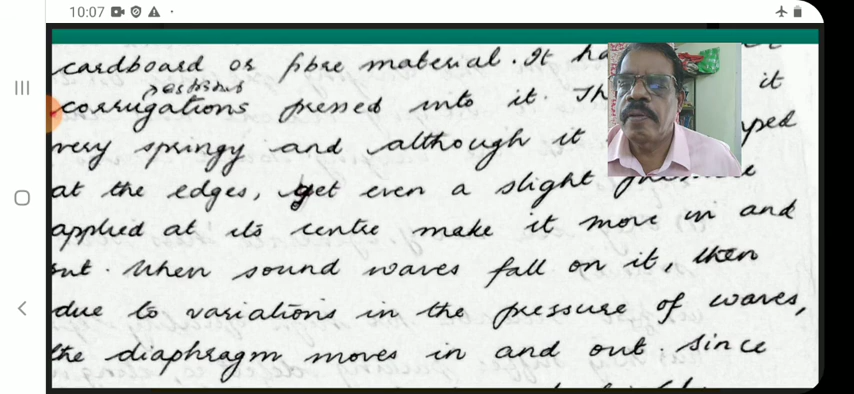 10:07
cardboard or fibre material. It ha
corrugations pressed into it. Th it
very springy and although it yped
at the edges, yet even a slight
applied at its centre make it move in and
out. When sound waves fall on it, then
due to variations in the pressure of waves,
the diaphragm moves in and out. Since